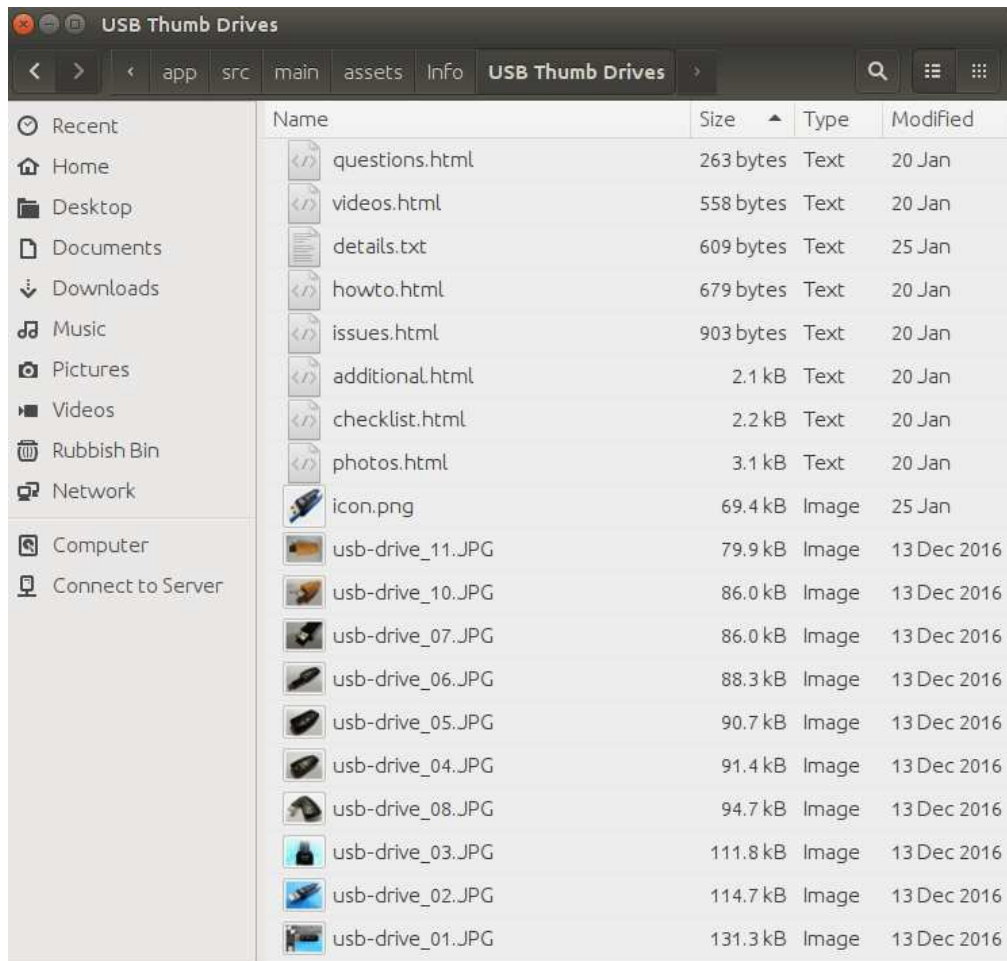 USB Thumb Drives
app src main assets Info USB Thumb Drives
Recent
Home
Desktop
Documents
Downloads
Music
Pictures
Videos
Rubbish Bin
Network
Computer
Connect to Server
Name Size Type Modified
questions.html 263 bytes Text 20 Jan
videos.html 558 bytes Text 20 Jan
details.txt 609 bytes Text 25 Jan
howto.html 679 bytes Text 20 Jan
issues.html 903 bytes Text 20 Jan
additional.html 2.1 kB Text 20 Jan
checklist.html 2.2 kB Text 20 Jan
photos.html 3.1 kB Text 20 Jan
icon.png 69.4 kB Image 25 Jan
usb-drive_11.JPG 79.9 kB Image 13 Dec 2016
usb-drive_10.JPG 86.0 kB Image 13 Dec 2016
usb-drive_07.JPG 86.0 kB Image 13 Dec 2016
usb-drive_06.JPG 88.3 kB Image 13 Dec 2016
usb-drive_05.JPG 90.7 kB Image 13 Dec 2016
usb-drive_04.JPG 91.4 kB Image 13 Dec 2016
usb-drive_08.JPG 94.7 kB Image 13 Dec 2016
usb-drive_03.JPG 111.8 kB Image 13 Dec 2016
usb-drive_02.JPG 114.7 kB Image 13 Dec 2016
usb-drive_01.JPG 131.3 kB Image 13 Dec 2016